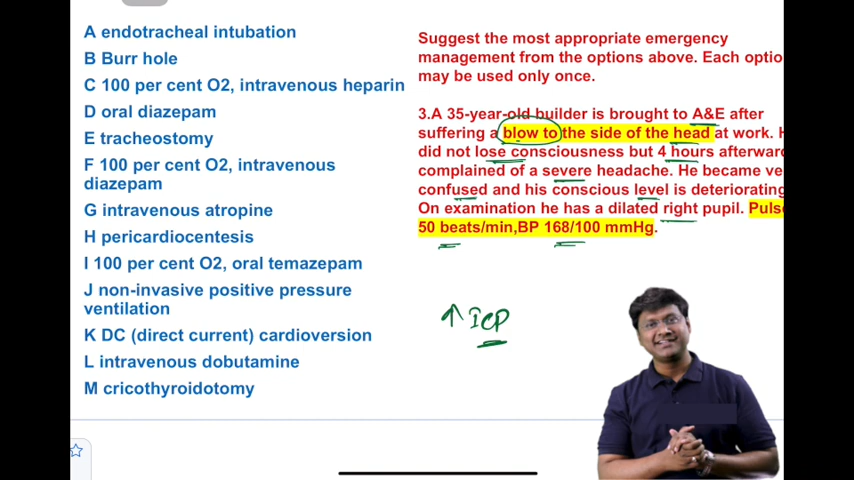 A endotracheal intubation
B Burr hole
C 100 per cent O2, intravenous heparin
D oral diazepam
E tracheostomy
F 100 per cent O2, intravenous
diazepam
G intravenous atropine
H pericardiocentesis
I 100 per cent O2, oral temazepam
J non-invasive positive pressure
ventilation
K DC (direct current) cardioversion
L intravenous dobutamine
M cricothyroidotomy
Suggest the most appropriate emergency
management from the options above. Each optio
may be used only once.
3.A 35-year-old builder is brought to A&E after
suffering a blow to the side of the head at work. H
did not lose consciousness but 4 hours afterward
complained of a severe headache. He became ve
confused and his conscious level is deteriorating
On examination he has a dilated right pupil. Puls
50 beats/min,BP 168/100 mmHg.
↑ ICP